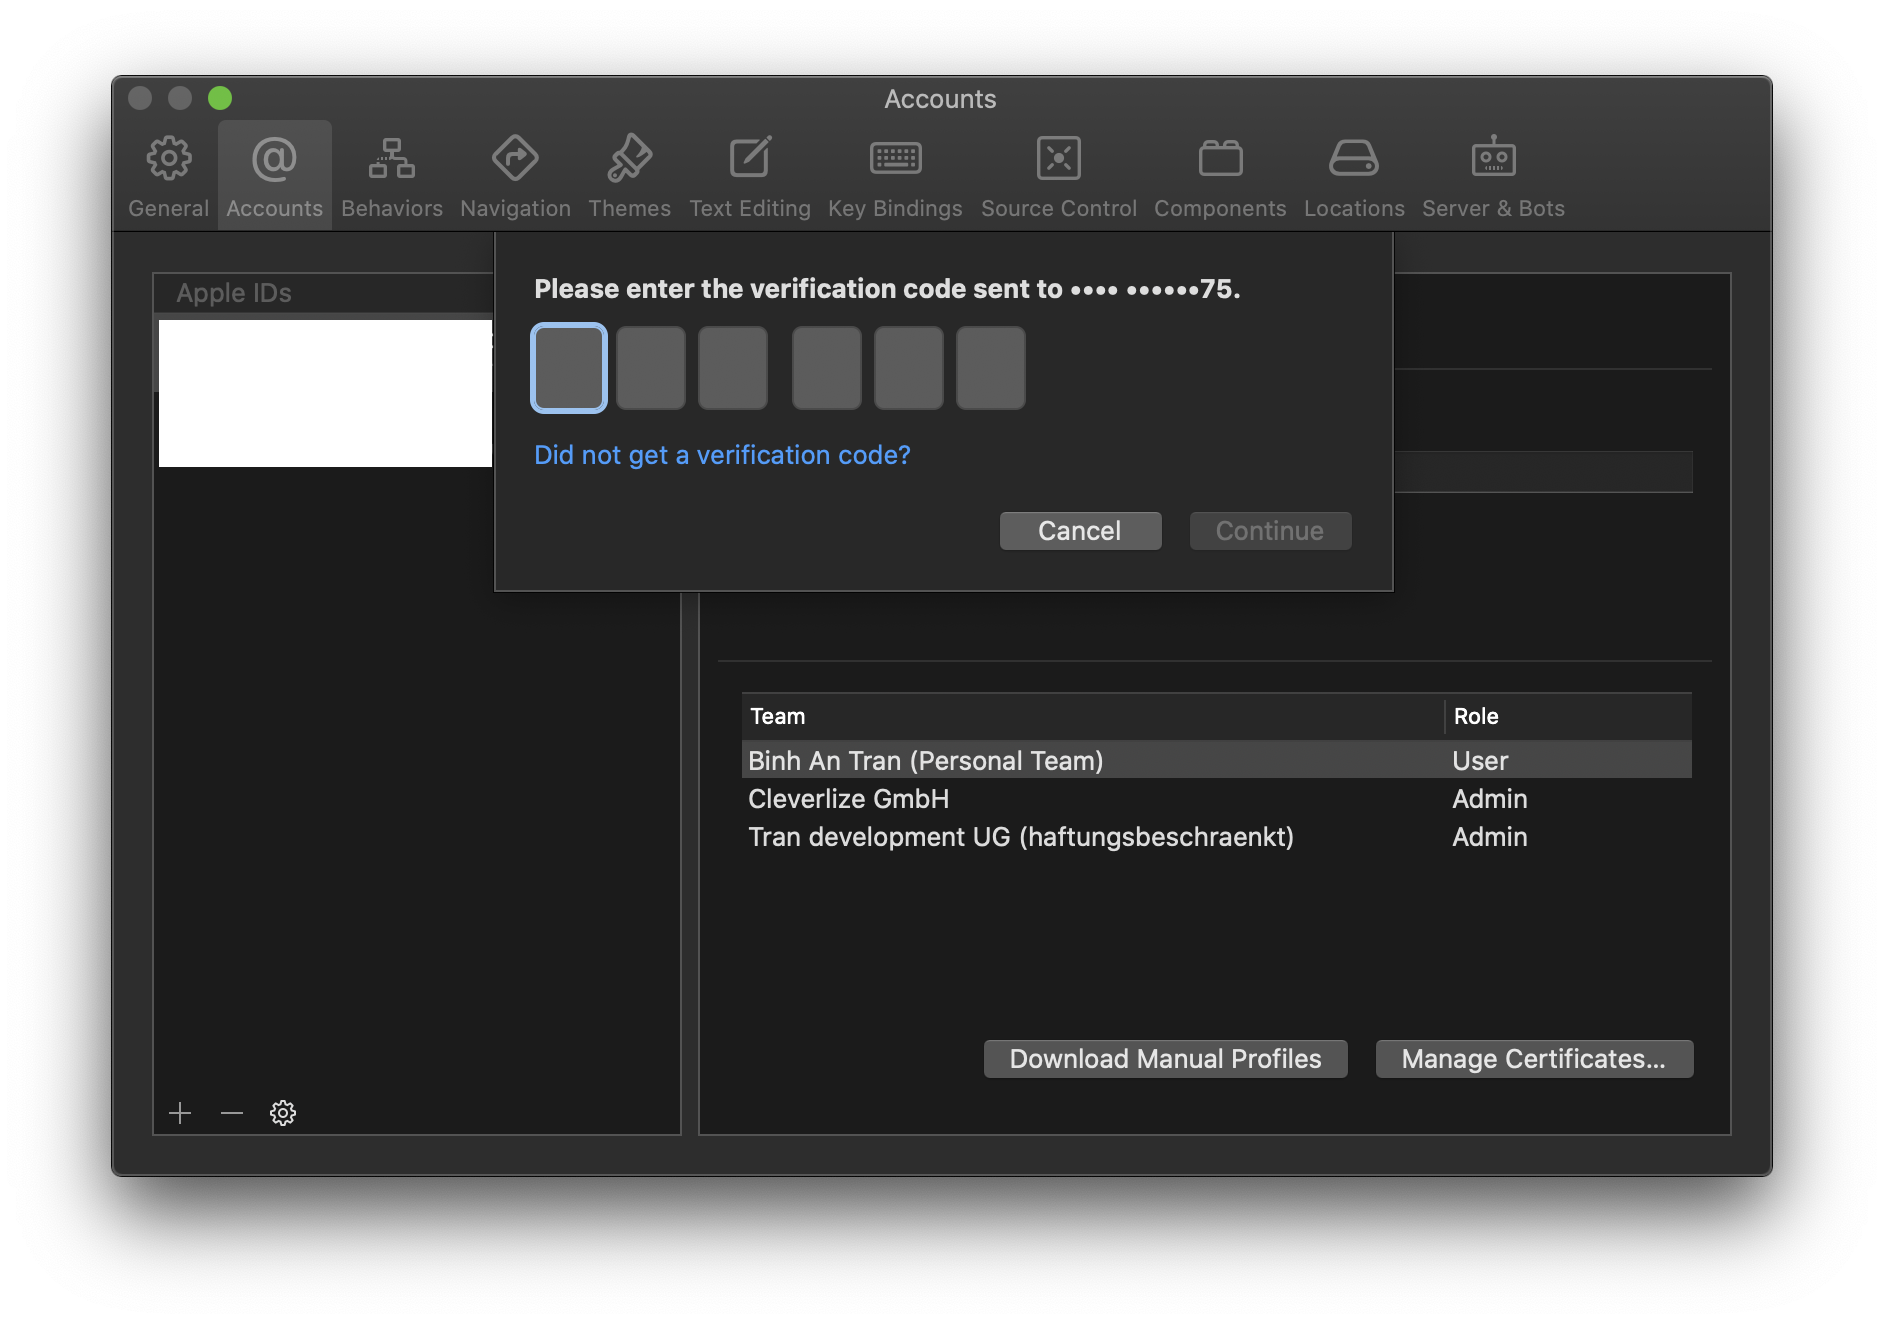 Accounts
General
Accounts
Behaviors
Navigation
Themes
Text Editing
Key Bindings
Source Control
Components
Locations
Server & Bots
Apple IDs
Please enter the verification code sent to •••• ••••••75.
Did not get a verification code?
Cancel
Continue
Team
Role
Binh An Tran (Personal Team)
User
Cleverlize GmbH
Admin
Tran development UG (haftungsbeschraenkt)
Admin
Download Manual Profiles
Manage Certificates...